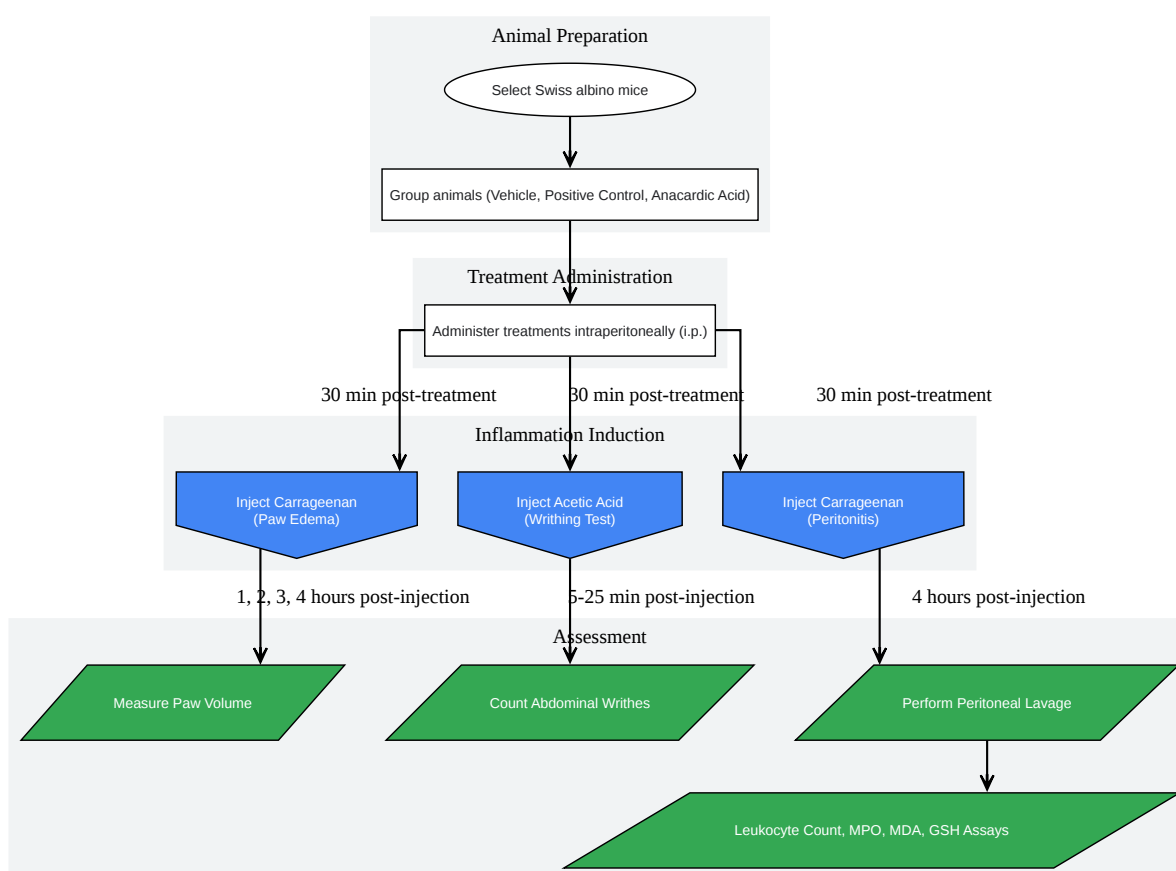 Animal Preparation
Select Swiss albino mice
Group animals (Vehicle, Positive Control, Anacardic Acid)
Treatment Administration
Administer treatments intraperitoneally (i.p.)
30 min post-treatment
30 min post-treatment
30 min post-treatment
Inflammation Induction
Inject Carrageenan
(Paw Edema)
Inject Acetic Acid
(Writhing Test)
Inject Carrageenan
(Peritonitis)
1, 2, 3, 4 hours post-injection
5-25 min post-injection
4 hours post-injection
Assessment
Measure Paw Volume
Count Abdominal Writhes
Perform Peritoneal Lavage
Leukocyte Count, MPO, MDA, GSH Assays